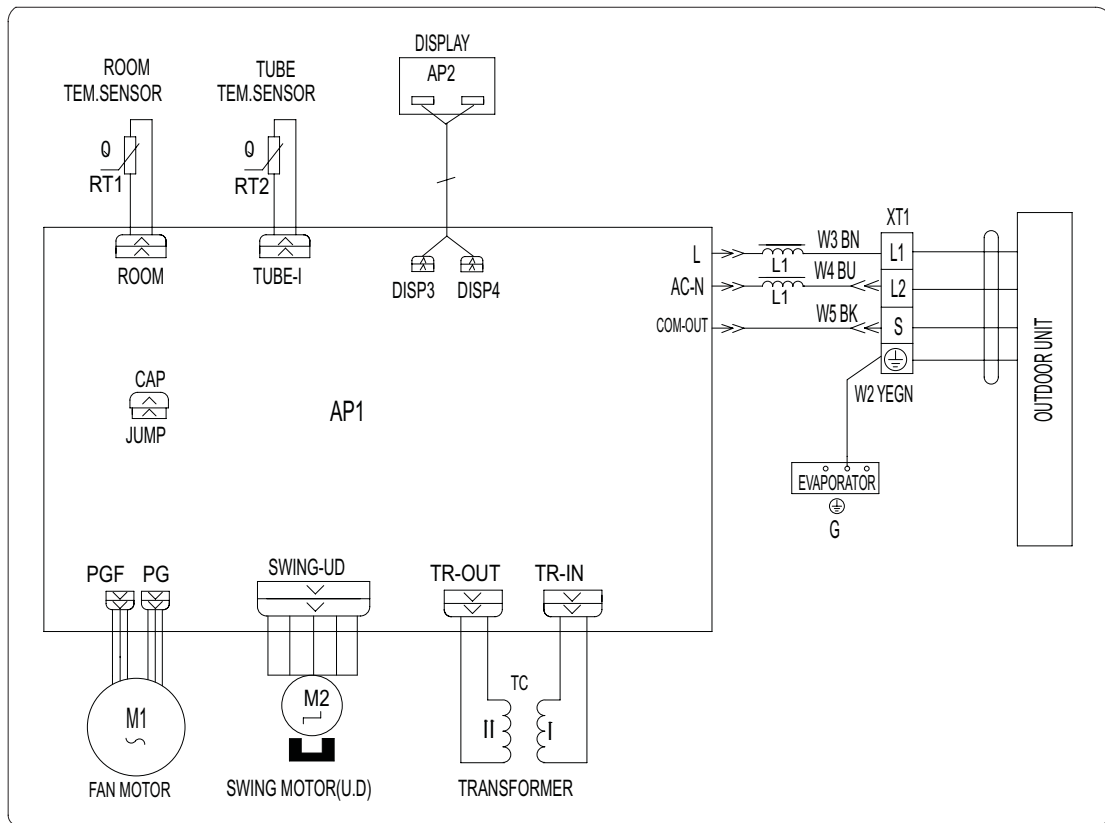 ROOM
TEM.SENSOR
TUBE
TEM.SENSOR
DISPLAY
AP2
RT1
RT2
ROOM
TUBE-I
DISP3
DISP4
L
AC-N
COM-OUT
L1
L1
W3 BN
W4 BU
W5 BK
XT1
L1
L2
S
W2 YEGN
OUTDOOR UNIT
EVAPORATOR
G
CAP
JUMP
AP1
PGF
PG
SWING-UD
TR-OUT
TR-IN
M1
M2
TC
II
I
FAN MOTOR
SWING MOTOR(U.D)
TRANSFORMER